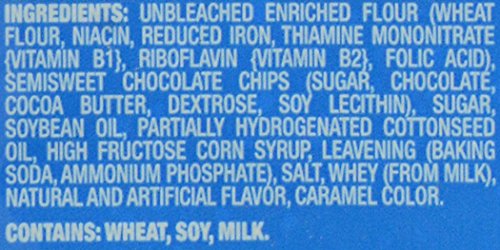 INGREDIENTS: UNBLEACHED ENRICHED FLOUR (WHEAT
FLOUR, NIACIN, REDUCED IRON, THIAMINE MONONITRATE
{VITAMIN B1}, RIBOFLAVIN {VITAMIN B2}, FOLIC ACID),
SEMISWEET CHOCOLATE CHIPS (SUGAR, CHOCOLATE,
COCOA BUTTER, DEXTROSE, SOY LECITHIN), SUGAR,
SOYBEAN OIL, PARTIALLY HYDROGENATED COTTONSEED
OIL, HIGH FRUCTOSE CORN SYRUP, LEAVENING (BAKING
SODA, AMMONIUM PHOSPHATE), SALT, WHEY (FROM MILK),
NATURAL AND ARTIFICIAL FLAVOR, CARAMEL COLOR.
CONTAINS: WHEAT, SOY, MILK.